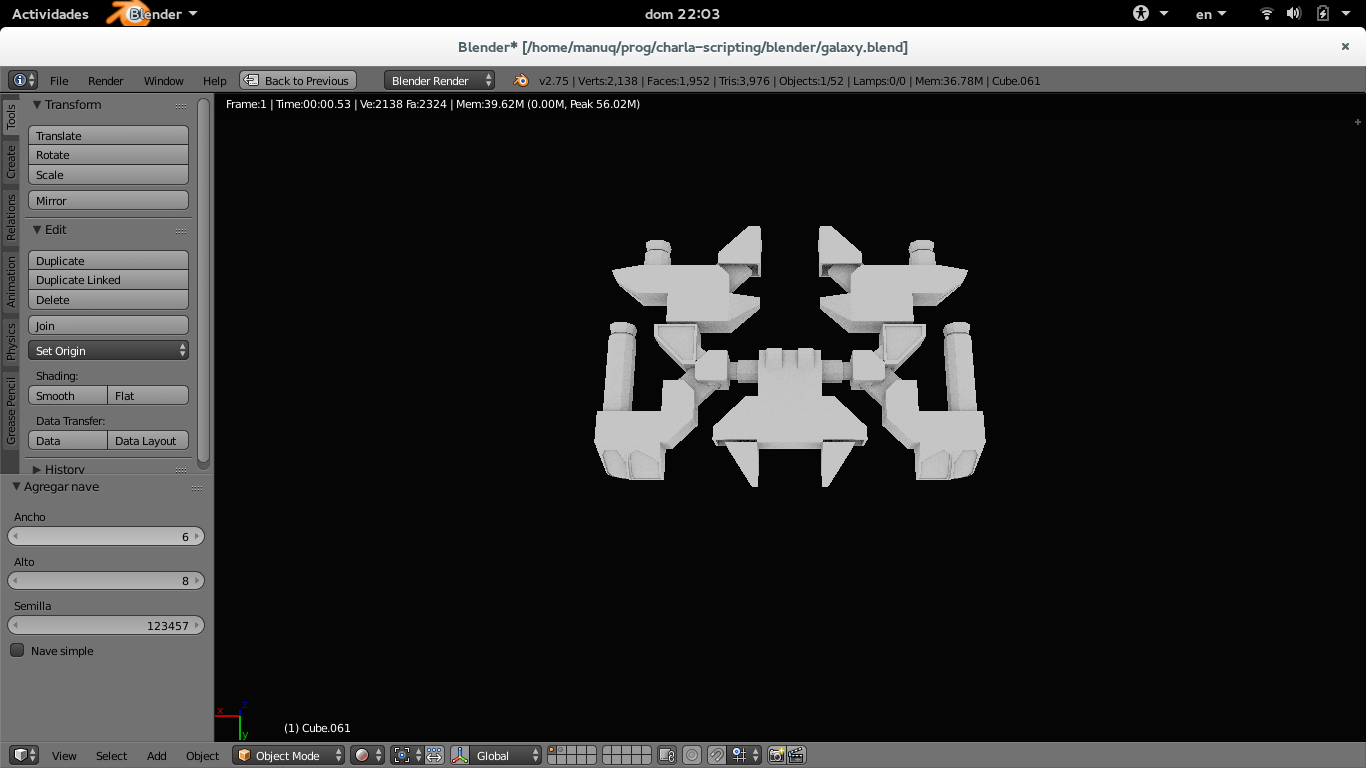 Actividades Blender dom 22:03 en
Blender* [/home/manuq/prog/charla-scripting/blender/galaxy.blend]
File Render Window Help Back to Previous Blender Render v2.75 | Verts:2,138 | Faces:1,952 | Tris:3,976 | Objects:1/52 | Lamps:0/0 | Mem:36.78M | Cube.061
Frame:1 | Time:00:00.53 | Ve:2138 Fa:2324 | Mem:39.62M (0.00M, Peak 56.02M)
Tools
Create
Relations
Animation
Physics
Grease Pencil
Transform
Translate
Rotate
Scale
Mirror
Edit
Duplicate
Duplicate Linked
Delete
Join
Set Origin
Shading:
Smooth Flat
Data Transfer:
Data Data Layout
History
Agregar nave
Ancho
6
Alto
8
Semilla
123457
Nave simple
x z
y
(1) Cube.061
View Select Add Object Object Mode Global